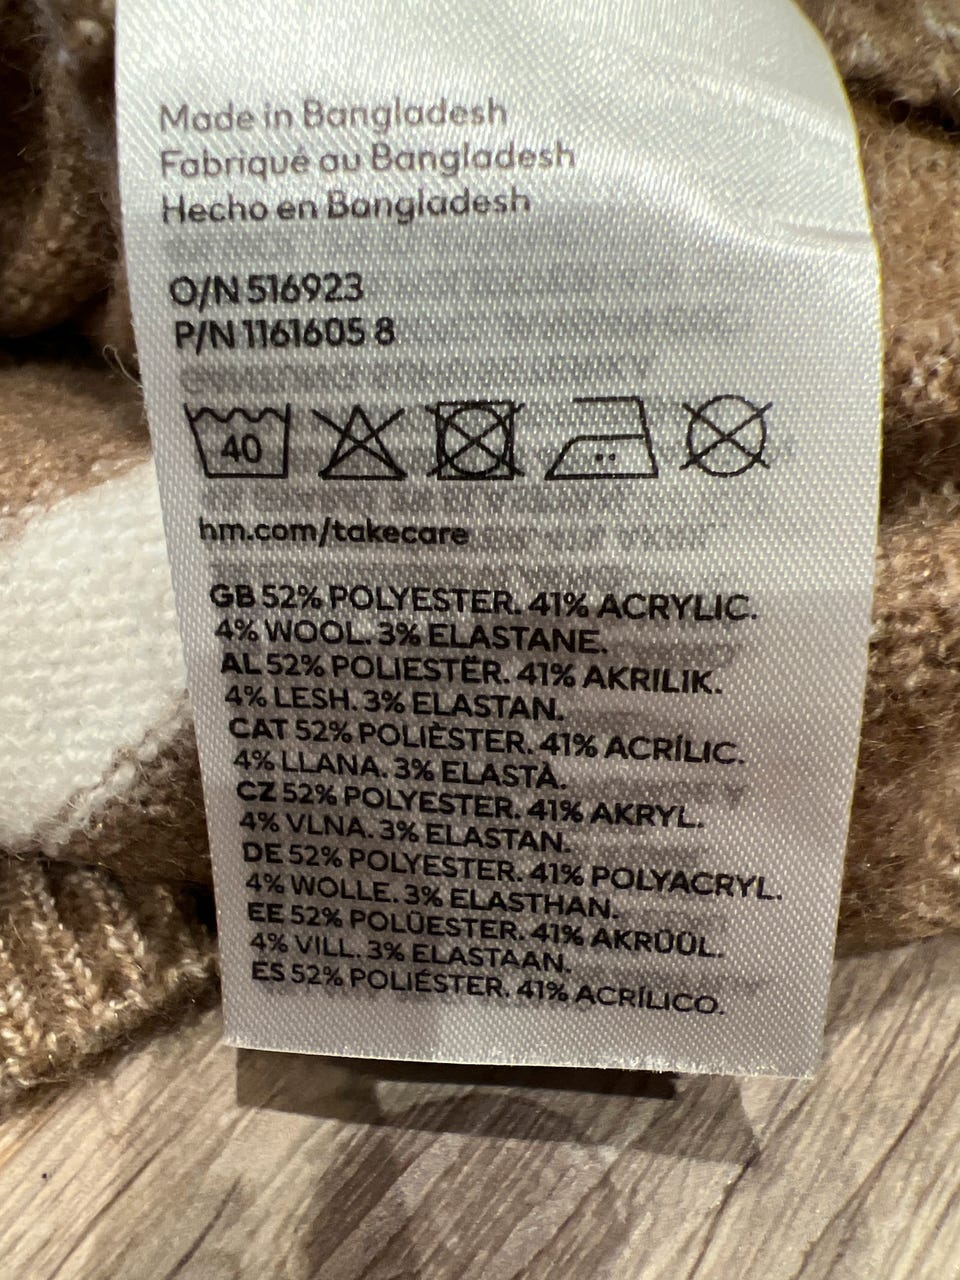 Made in Bangladesh
Fabriqué au Bangladesh
Hecho en Bangladesh
O/N 516923
P/N 1161605 8
40
hm.com/takecare
GB 52% POLYESTER. 41% ACRYLIC.
4% WOOL. 3% ELASTANE.
AL 52% POLIESTËR. 41% AKRILIK.
4% LESH. 3% ELASTAN.
CAT 52% POLIÈSTER. 41% ACRÍLIC.
4% LLANA. 3% ELASTÀ.
CZ 52% POLYESTER. 41% AKRYL.
4% VLNA. 3% ELASTAN.
DE 52% POLYESTER. 41% POLYACRYL.
4% WOLLE. 3% ELASTHAN.
EE 52% POLÜESTER. 41% AKRÜÜL.
4% VILL. 3% ELASTAAN.
ES 52% POLIÉSTER. 41% ACRÍLICO.